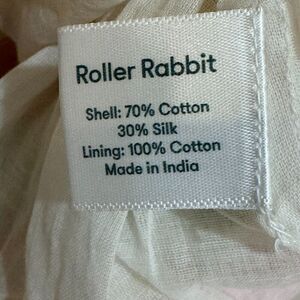 Roller Rabbit
Shell: 70% Cotton
30% Silk
Lining: 100% Cotton
Made in India